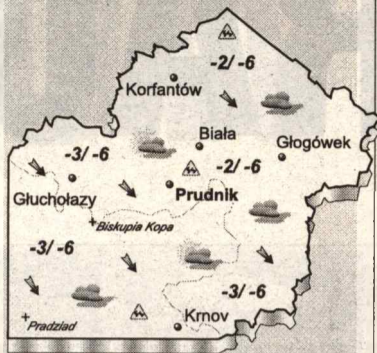 -2/ -6
Korfantów
Biała
-3/ -6
Głogówek
-2/ -6
Głuchołazy
Prudnik
+ Biskupia Kopa
-3/ -6
-3/ -6
Krnov
+ Pradziad